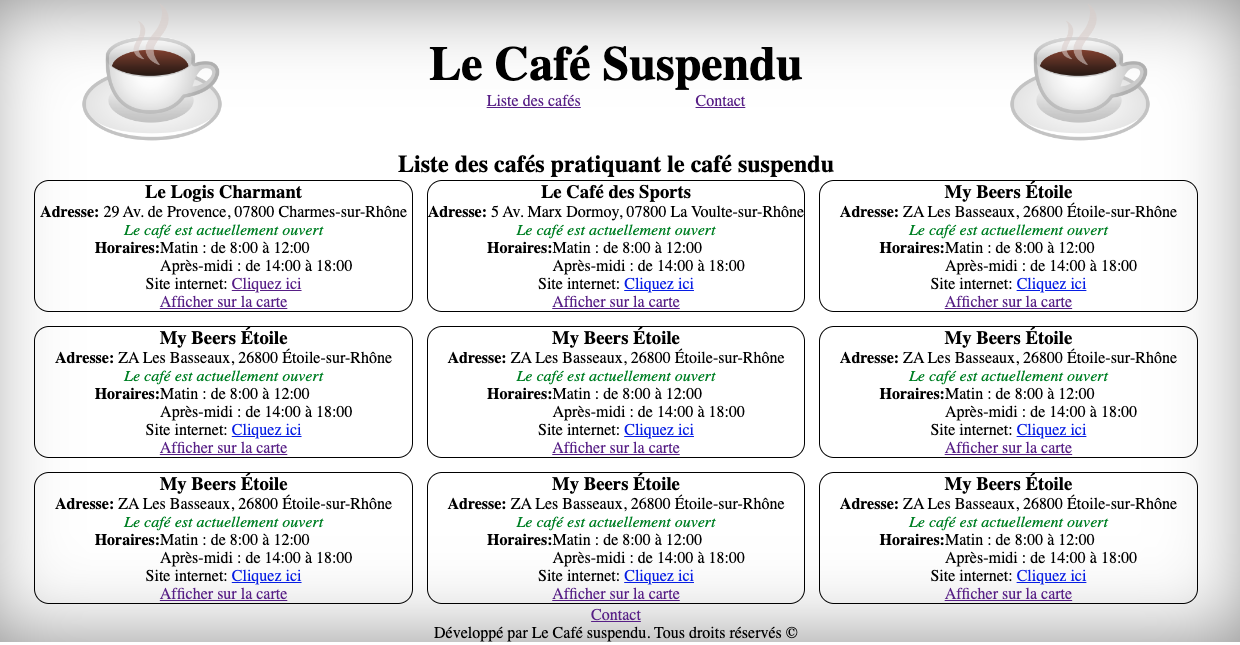 Le Café Suspendu
Liste des cafés
Contact
Liste des cafés pratiquant le café suspendu
Le Logis Charmant
Adresse: 29 Av. de Provence, 07800 Charmes-sur-Rhône
Le café est actuellement ouvert
Horaires:Matin : de 8:00 à 12:00
Après-midi : de 14:00 à 18:00
Site internet: Cliquez ici
Afficher sur la carte
Le Café des Sports
Adresse: 5 Av. Marx Dormoy, 07800 La Voulte-sur-Rhône
Le café est actuellement ouvert
Horaires:Matin : de 8:00 à 12:00
Après-midi : de 14:00 à 18:00
Site internet: Cliquez ici
Afficher sur la carte
My Beers Étoile
Adresse: ZA Les Basseaux, 26800 Étoile-sur-Rhône
Le café est actuellement ouvert
Horaires:Matin : de 8:00 à 12:00
Après-midi : de 14:00 à 18:00
Site internet: Cliquez ici
Afficher sur la carte
My Beers Étoile
Adresse: ZA Les Basseaux, 26800 Étoile-sur-Rhône
Le café est actuellement ouvert
Horaires:Matin : de 8:00 à 12:00
Après-midi : de 14:00 à 18:00
Site internet: Cliquez ici
Afficher sur la carte
My Beers Étoile
Adresse: ZA Les Basseaux, 26800 Étoile-sur-Rhône
Le café est actuellement ouvert
Horaires:Matin : de 8:00 à 12:00
Après-midi : de 14:00 à 18:00
Site internet: Cliquez ici
Afficher sur la carte
My Beers Étoile
Adresse: ZA Les Basseaux, 26800 Étoile-sur-Rhône
Le café est actuellement ouvert
Horaires:Matin : de 8:00 à 12:00
Après-midi : de 14:00 à 18:00
Site internet: Cliquez ici
Afficher sur la carte
My Beers Étoile
Adresse: ZA Les Basseaux, 26800 Étoile-sur-Rhône
Le café est actuellement ouvert
Horaires:Matin : de 8:00 à 12:00
Après-midi : de 14:00 à 18:00
Site internet: Cliquez ici
Afficher sur la carte
My Beers Étoile
Adresse: ZA Les Basseaux, 26800 Étoile-sur-Rhône
Le café est actuellement ouvert
Horaires:Matin : de 8:00 à 12:00
Après-midi : de 14:00 à 18:00
Site internet: Cliquez ici
Afficher sur la carte
My Beers Étoile
Adresse: ZA Les Basseaux, 26800 Étoile-sur-Rhône
Le café est actuellement ouvert
Horaires:Matin : de 8:00 à 12:00
Après-midi : de 14:00 à 18:00
Site internet: Cliquez ici
Afficher sur la carte
Contact
Développé par Le Café suspendu. Tous droits réservés ©